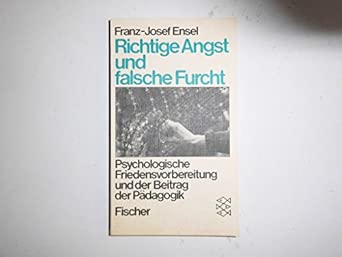 Franz-Josef Ensel
Richtige Angst
und
falsche Furcht
Psychologische
Friedensvorbereitung
und der Beitrag
der Pädagogik
Fischer